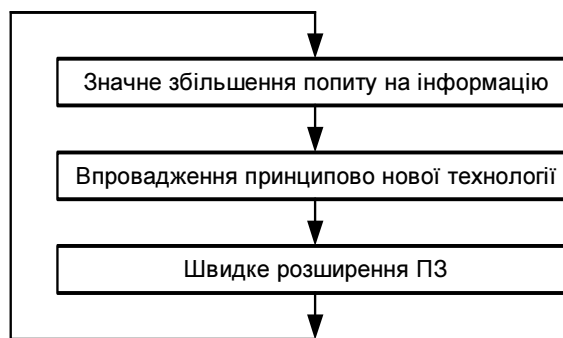 Значне збільшення попиту на інформацію
Впровадження принципово нової технології
Швидке розширення ПЗ